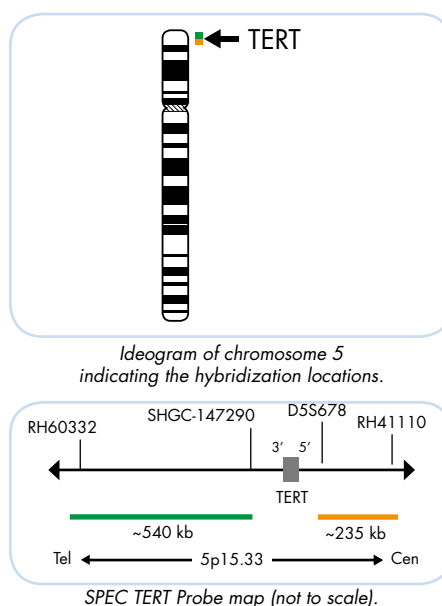 TERT
Ideogram of chromosome 5
indicating the hybridization locations.
RH60332
SHGC-147290
D5S678
RH41110
3’ 5’
TERT
~540 kb
~235 kb
Tel 5p15.33 Cen
SPEC TERT Probe map (not to scale).